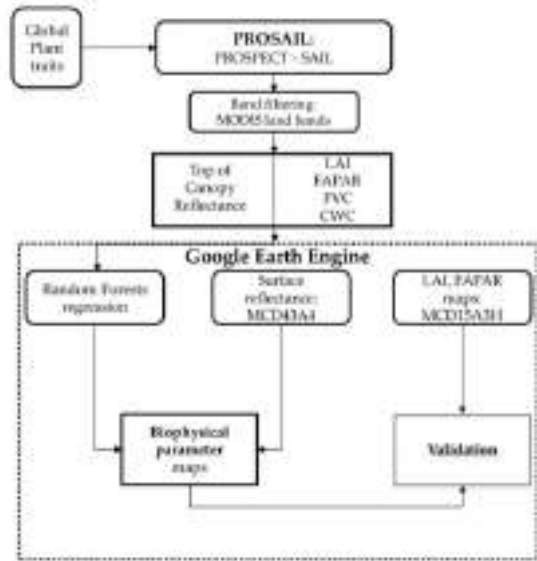 Global
Plant
traits
PROSAIL:
PROSPECT - SAIL
Band filtering:
MODIS land bands
Top of
Canopy
Reflectance
LAI
FAPAR
FVC
CWC
Google Earth Engine
Random Forests
regression
Surface
reflectance:
MCD43A4
LAI, FAPAR
maps:
MCD15A3H
Biophysical
parameter
maps
Validation